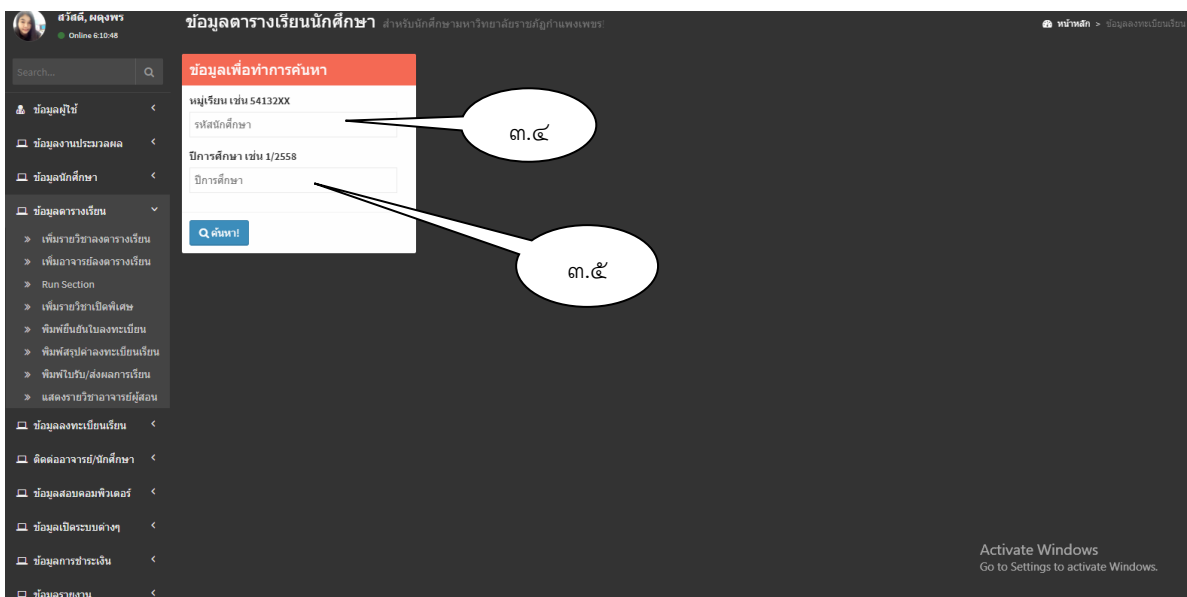 สวัสดี, ผดุงพร
Online 6:10:48
ข้อมูลตารางเรียนนักศึกษา สำหรับนักศึกษามหาวิทยาลัยราชภัฏกำแพงเพชร!
หน้าหลัก > ข้อมูลลงทะเบียนเรียน
Search...
ข้อมูลเพื่อทำการค้นหา
หมู่เรียน เช่น 54132XX
รหัสนักศึกษา
๓.๔
ปีการศึกษา เช่น 1/2558
ปีการศึกษา
ค้นหา!
๓.๕
ข้อมูลผู้ใช้
ข้อมูลงานประมวลผล
ข้อมูลนักศึกษา
ข้อมูลตารางเรียน
» เพิ่มรายวิชาลงตารางเรียน
» เพิ่มอาจารย์ลงตารางเรียน
» Run Section
» เพิ่มรายวิชาเปิดพิเศษ
» พิมพ์ยืนยันใบลงทะเบียน
» พิมพ์สรุปค่าลงทะเบียนเรียน
» พิมพ์ใบรับ/ส่งผลการเรียน
» แสดงรายวิชาอาจารย์ผู้สอน
ข้อมูลลงทะเบียนเรียน
ติดต่ออาจารย์/นักศึกษา
ข้อมูลสอบคอมพิวเตอร์
ข้อมูลเปิดระบบต่างๆ
ข้อมูลการชำระเงิน
ข้อมูลรายงาน
Activate Windows
Go to Settings to activate Windows.